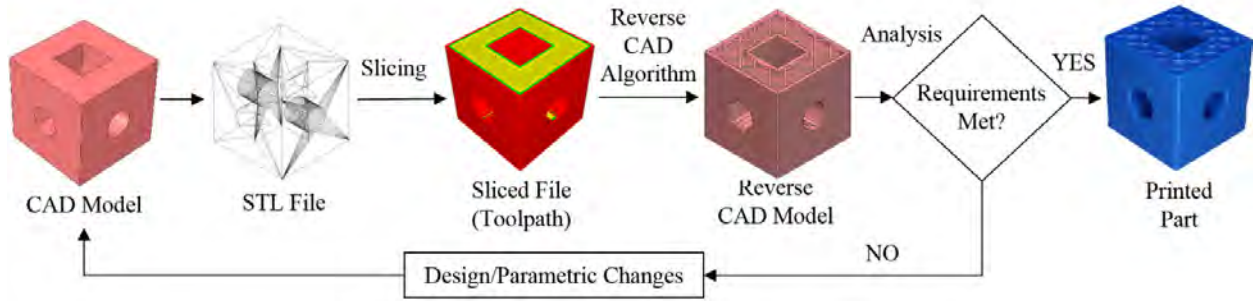 Slicing
Reverse
CAD
Algorithm
Analysis
YES
Requirements
Met?
CAD Model
STL File
Sliced File
(Toolpath)
Reverse
CAD Model
Printed
Part
NO
Design/Parametric Changes